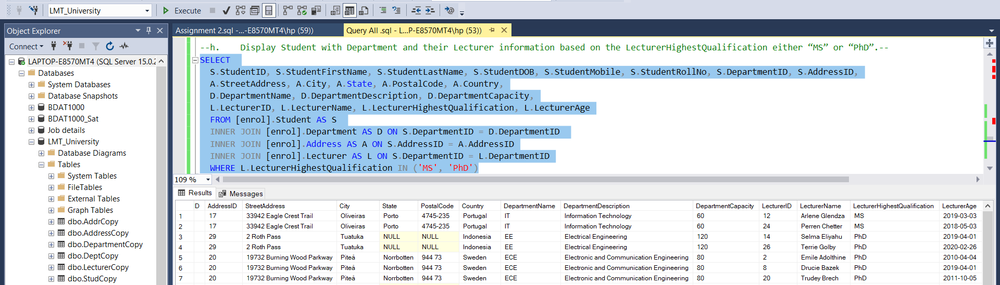 LMT_University
Execute
Object Explorer
Assignment 2.sql -...-E8570MT4\hp (59))
Query All .sql - L...P-E8570MT4\hp (53))
Connect
LAPTOP-E8570MT4 (SQL Server 15.0.2
Databases
System Databases
Database Snapshots
BDAT1000
BDAT1000_Sat
Job details
LMT_University
Database Diagrams
Tables
System Tables
FileTables
External Tables
Graph Tables
dbo.AddrCopy
dbo.AddressCopy
dbo.DepartmentCopy
dbo.DeptCopy
dbo.LecturerCopy
dbo.StudCopy
--h. Display Student with Department and their Lecturer information based on the LecturerHighestQualification either “MS” or “PhD”.--
SELECT
S.StudentID, S.StudentFirstName, S.StudentLastName, S.StudentDOB, S.StudentMobile, S.StudentRollNo, S.DepartmentID, S.AddressID,
A.StreetAddress, A.City, A.State, A.PostalCode, A.Country,
D.DepartmentName, D.DepartmentDescription, D.DepartmentCapacity,
L.LecturerID, L.LecturerName, L.LecturerHighestQualification, L.LecturerAge
FROM [enrol].Student AS S
INNER JOIN [enrol].Department AS D ON S.DepartmentID = D.DepartmentID
INNER JOIN [enrol].Address AS A ON S.AddressID = A.AddressID
INNER JOIN [enrol].Lecturer AS L ON S.DepartmentID = L.DepartmentID
WHERE L.LecturerHighestQualification IN ('MS', 'PhD')
109 %
Results Messages
D AddressID StreetAddress City State PostalCode Country DepartmentName DepartmentDescription DepartmentCapacity LecturerID LecturerName LecturerHighestQualification LecturerAge
1 17 33942 Eagle Crest Trail Oliveiras Porto 4745-235 Portugal IT Information Technology 60 12 Arlene Glendza MS 2019-03-03
2 17 33942 Eagle Crest Trail Oliveiras Porto 4745-235 Portugal IT Information Technology 60 24 Perren Chetter MS 2018-05-03
3 29 2 Roth Pass Tuatuka NULL NULL Indonesia EE Electrical Engineering 120 14 Selma Eliyahu PhD 2019-04-01
4 29 2 Roth Pass Tuatuka NULL NULL Indonesia EE Electrical Engineering 120 26 Terrie Golby PhD 2020-02-26
5 20 19732 Burning Wood Parkway Piteå Norrbotten 944 73 Sweden ECE Electronic and Communication Engineering 80 2 Emile Adolthine PhD 2010-04-04
6 20 19732 Burning Wood Parkway Piteå Norrbotten 944 73 Sweden ECE Electronic and Communication Engineering 80 8 Drucie Bazek PhD 2019-04-01
7 20 19732 Burning Wood Parkway Piteå Norrbotten 944 73 Sweden ECE Electronic and Communication Engineering 80 20 Trudey Brech PhD 2011-10-05